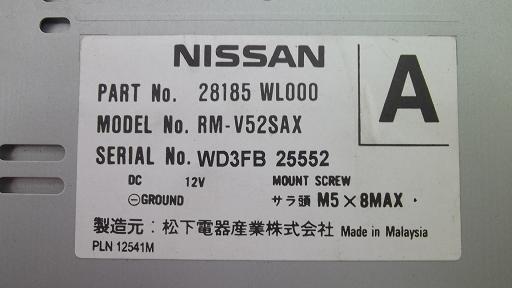 NISSAN
A
PART No. 28185 WL000
MODEL No. RM-V52SAX
SERIAL No. WD3FB 25552
DC 12V MOUNT SCREW
⊖GROUND サラ頭 M5×8MAX.
製造元: 松下電器産業株式会社 Made in Malaysia
PLN 12541M